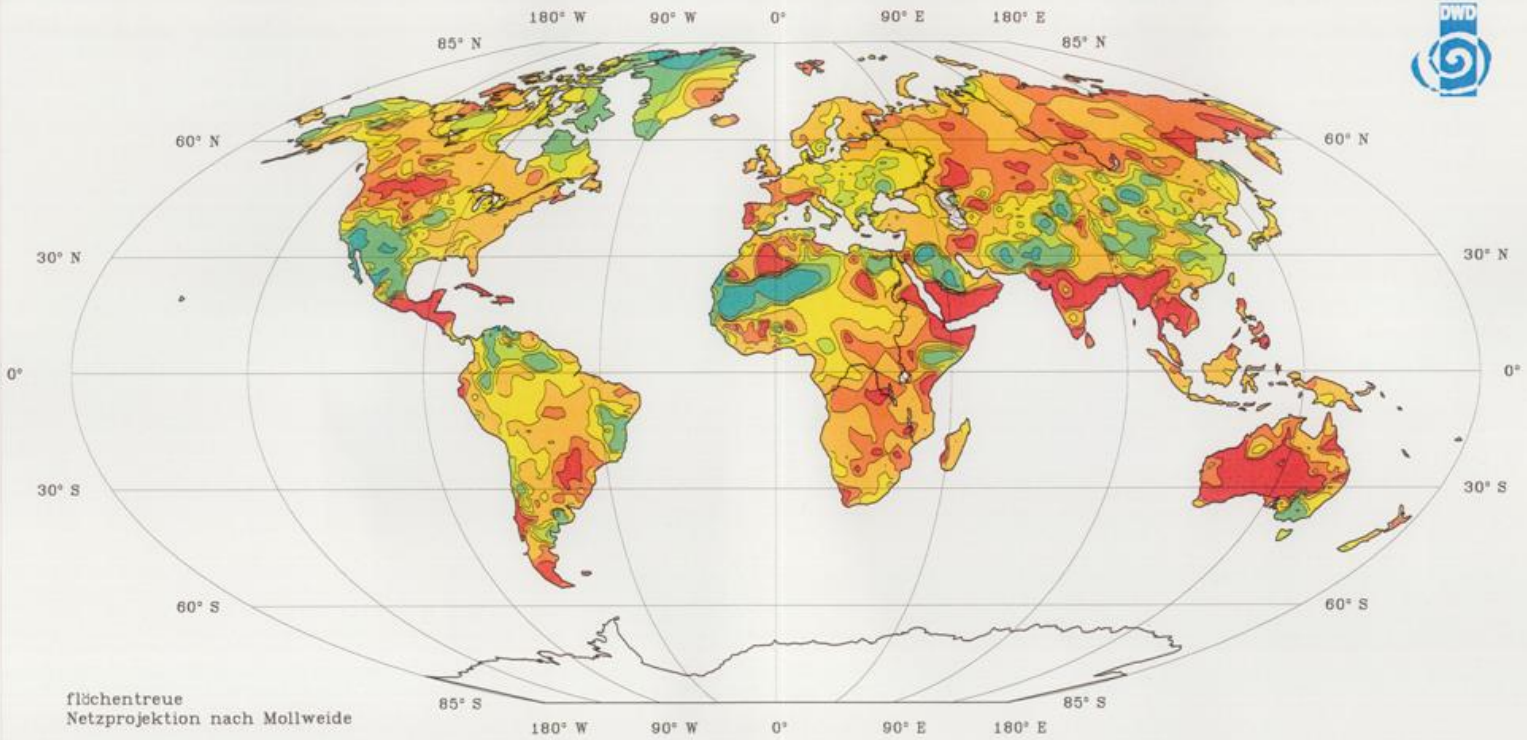 180° W 90° W 0° 90° E 180° E
DWD
85° N 85° N
60° N 60° N
30° N 30° N
0° 0°
30° S 30° S
60° S 60° S
flächentreue
Netzprojektion nach Mollweide
85° S 85° S
180° W 90° W 0° 90° E 180° E